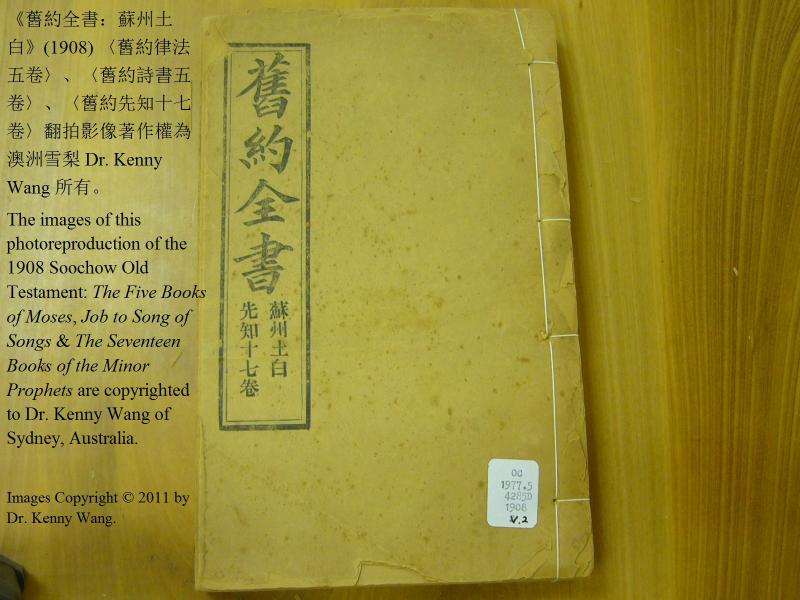 《舊約全書：蘇州土
白》(1908) 〈舊約律法
五卷〉、〈舊約詩書五
卷〉、〈舊約先知十七
卷〉翻拍影像著作權為
澳洲雪梨 Dr. Kenny
Wang 所有。
The images of this
photoreproduction of the
1908 Soochow Old
Testament: The Five Books
of Moses, Job to Song of
Songs & The Seventeen
Books of the Minor
Prophets are copyrighted
to Dr. Kenny Wang of
Sydney, Australia.
Images Copyright © 2011 by
Dr. Kenny Wang.
舊約全書
蘇州土白
先知十七卷
OC
1977.5
4285D
1908
V.2